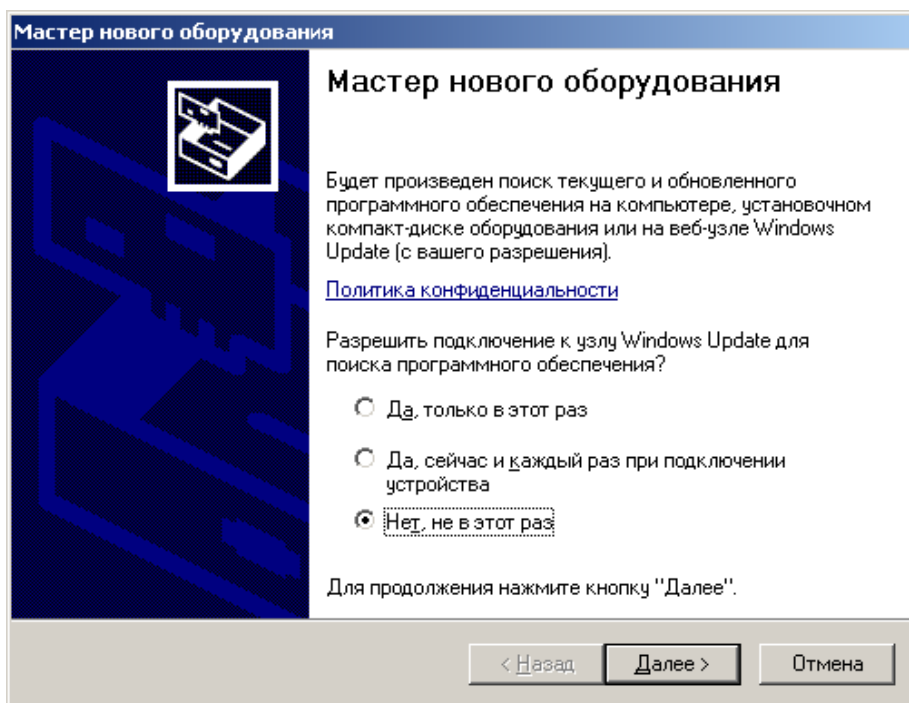 Мастер нового оборудования
Мастер нового оборудования
Будет произведен поиск текущего и обновленного
программного обеспечения на компьютере, установочном
компакт-диске оборудования или на веб-узле Windows
Update (с вашего разрешения).
Политика конфиденциальности
Разрешить подключение к узлу Windows Update для
поиска программного обеспечения?
Да, только в этот раз
Да, сейчас и каждый раз при подключении
устройства
Нет, не в этот раз
Для продолжения нажмите кнопку "Далее".
< Назад
Далее >
Отмена